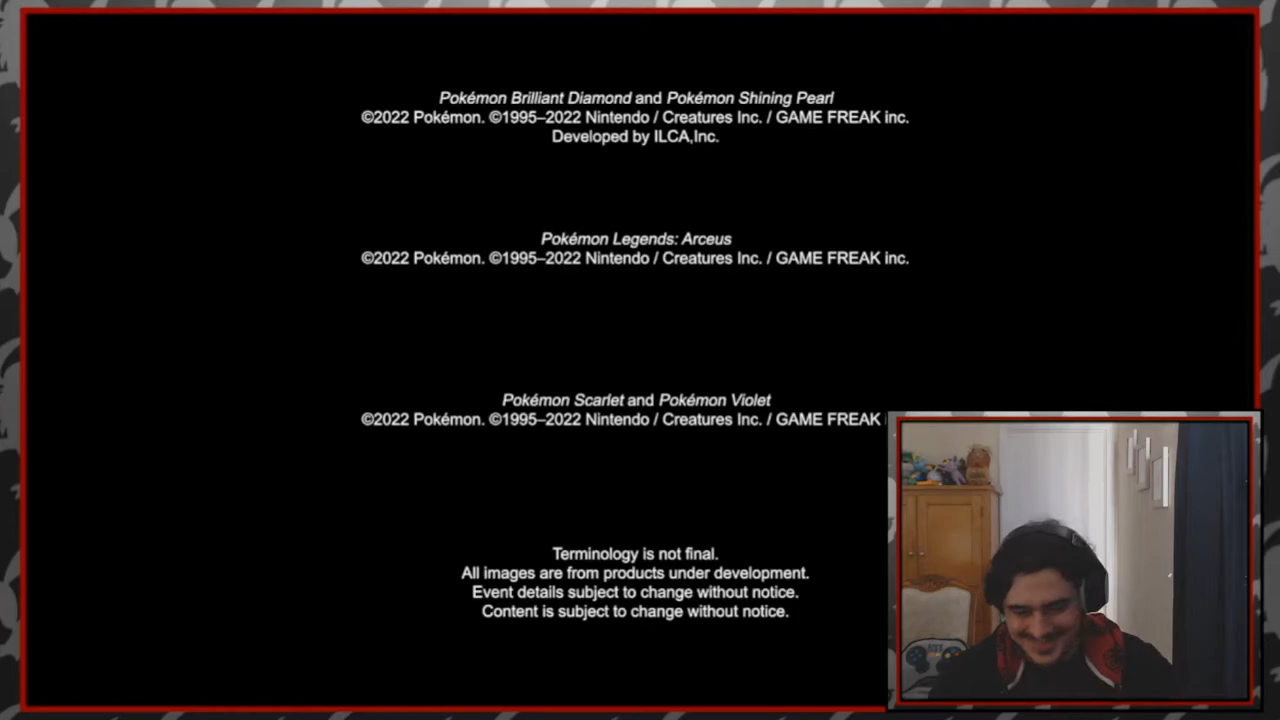 Pokémon Brilliant Diamond and Pokémon Shining Pearl
©2022 Pokémon. ©1995–2022 Nintendo / Creatures Inc. / GAME FREAK inc.
Developed by ILCA,Inc.
Pokémon Legends: Arceus
©2022 Pokémon. ©1995–2022 Nintendo / Creatures Inc. / GAME FREAK inc.
Pokémon Scarlet and Pokémon Violet
©2022 Pokémon. ©1995–2022 Nintendo / Creatures Inc. / GAME FREAK
Terminology is not final.
All images are from products under development.
Event details subject to change without notice.
Content is subject to change without notice.